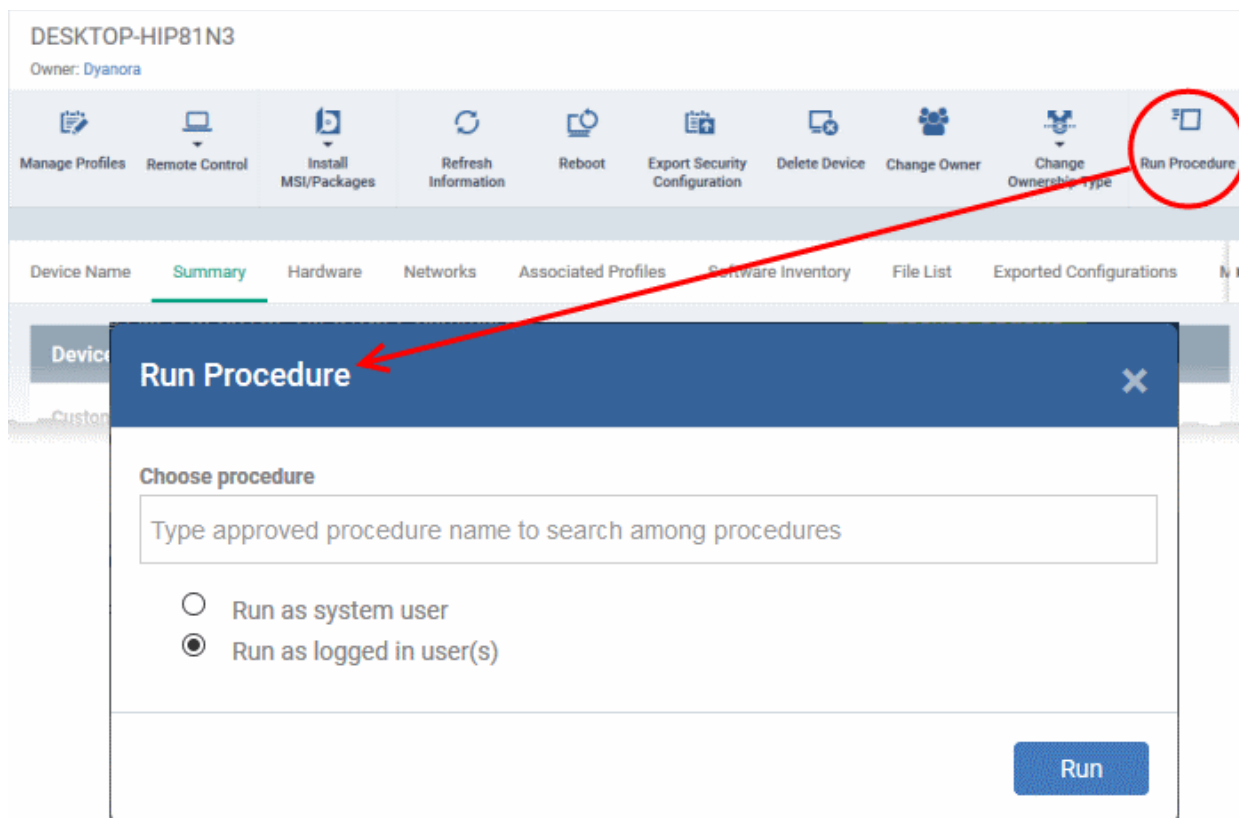 DESKTOP-HIP81N3
Owner: Dyanora
Manage Profiles Remote Control Install Refresh Reboot Export Security Delete Device Change Owner Change Run Procedure
MSI/Packages Information Configuration Ownership Type
Device Name Summary Hardware Networks Associated Profiles Software Inventory File List Exported Configurations
Device
Run Procedure
Custom
Choose procedure
Type approved procedure name to search among procedures
Run as system user
Run as logged in user(s)
Run